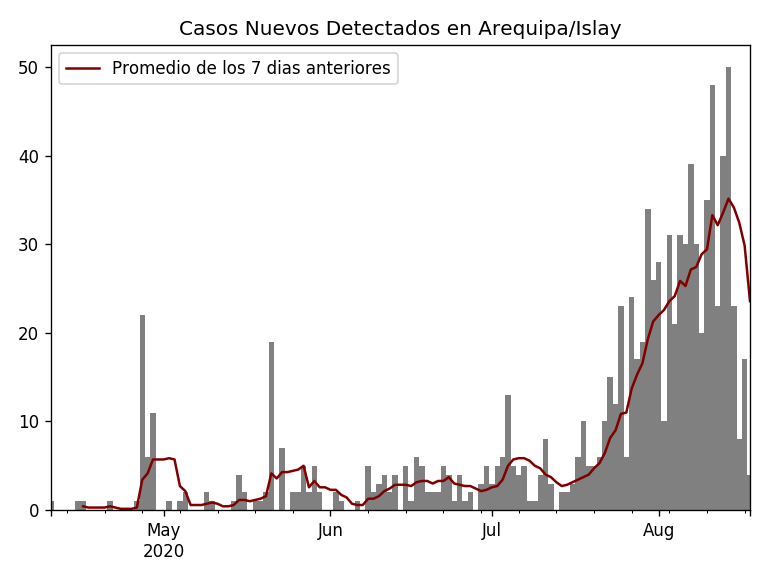 Casos Nuevos Detectados en Arequipa/Islay
Promedio de los 7 dias anteriores
50
40
30
20
10
0
May
2020
Jun
Jul
Aug